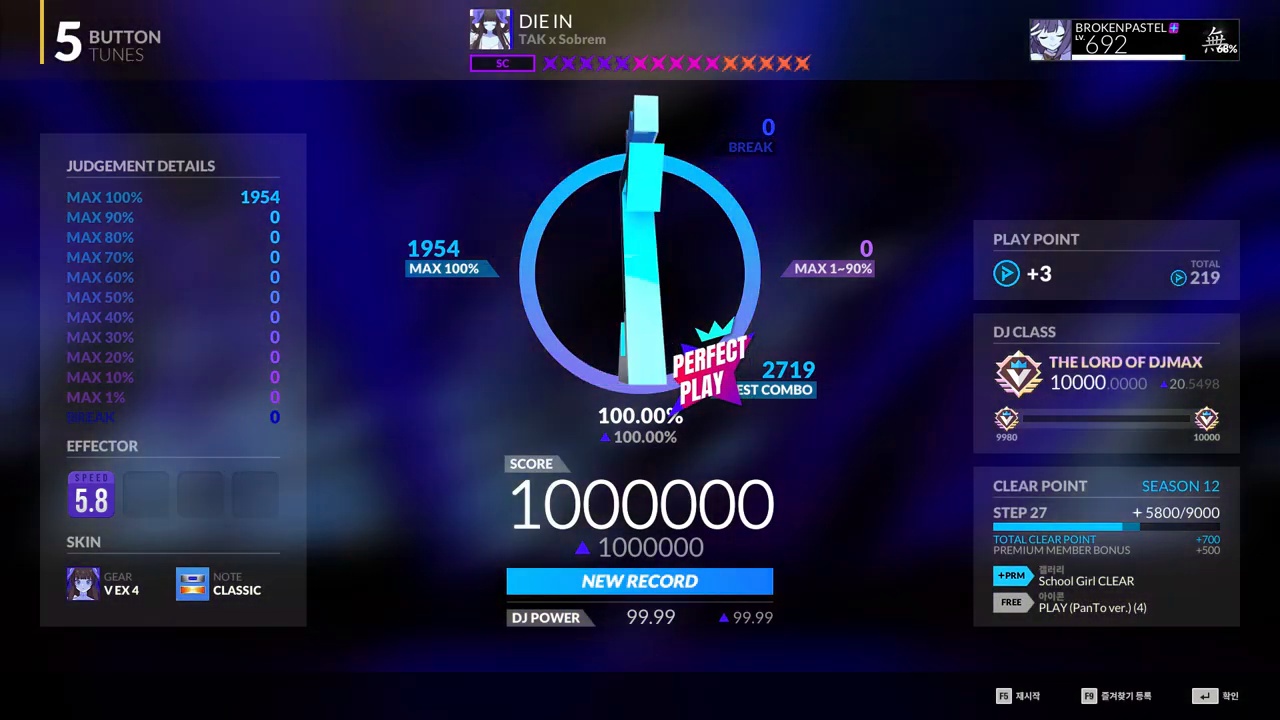 5 BUTTON
TUNES
DIE IN
TAK x Sobrem
SC
BROKENPASTEL
LV. 692
無
68%
JUDGEMENT DETAILS
MAX 100% 1954
MAX 90% 0
MAX 80% 0
MAX 70% 0
MAX 60% 0
MAX 50% 0
MAX 40% 0
MAX 30% 0
MAX 20% 0
MAX 10% 0
MAX 1% 0
BREAK 0
EFFECTOR
SPEED
5.8
SKIN
GEAR
V EX 4
NOTE
CLASSIC
0
BREAK
1954
MAX 100%
0
MAX 1~90%
PERFECT
PLAY
2719
EST COMBO
100.00%
▲ 100.00%
SCORE
1000000
▲ 1000000
NEW RECORD
DJ POWER 99.99 ▲ 99.99
PLAY POINT
+3
TOTAL
219
DJ CLASS
THE LORD OF DJMAX
10000.0000 ▲20.5498
9980 10000
CLEAR POINT SEASON 12
STEP 27 + 5800/9000
TOTAL CLEAR POINT +700
PREMIUM MEMBER BONUS +500
+PRM 갤러리
School Girl CLEAR
FREE 아이콘
PLAY (PanTo ver.) (4)
F5 재시작 F9 즐겨찾기 등록 확인